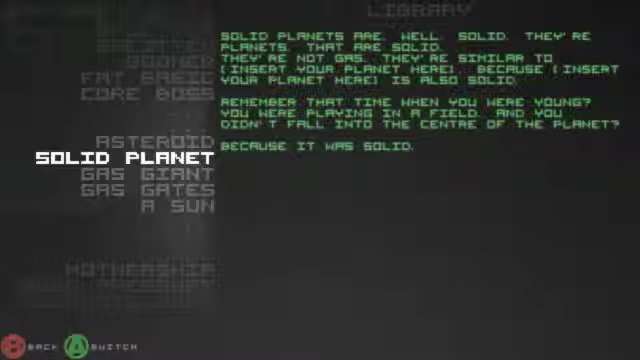 LIBRARY
GOONER
FAT BASIC
CORE BOSS
ASTEROID
SOLID PLANET
GAS GIANT
GAS GATES
A SUN
MOTHERSHIP
SOLID PLANETS ARE. WELL. SOLID. THEY'RE
PLANETS. THAT ARE SOLID.
THEY'RE NOT GAS. THEY'RE SIMILAR TO
[INSERT YOUR PLANET HERE]. BECAUSE [INSERT
YOUR PLANET HERE] IS ALSO SOLID.
REMEMBER THAT TIME WHEN YOU WERE YOUNG?
YOU WERE PLAYING IN A FIELD. AND YOU
DIDN'T FALL INTO THE CENTRE OF THE PLANET?
BECAUSE IT WAS SOLID.
BACK A SWITCH